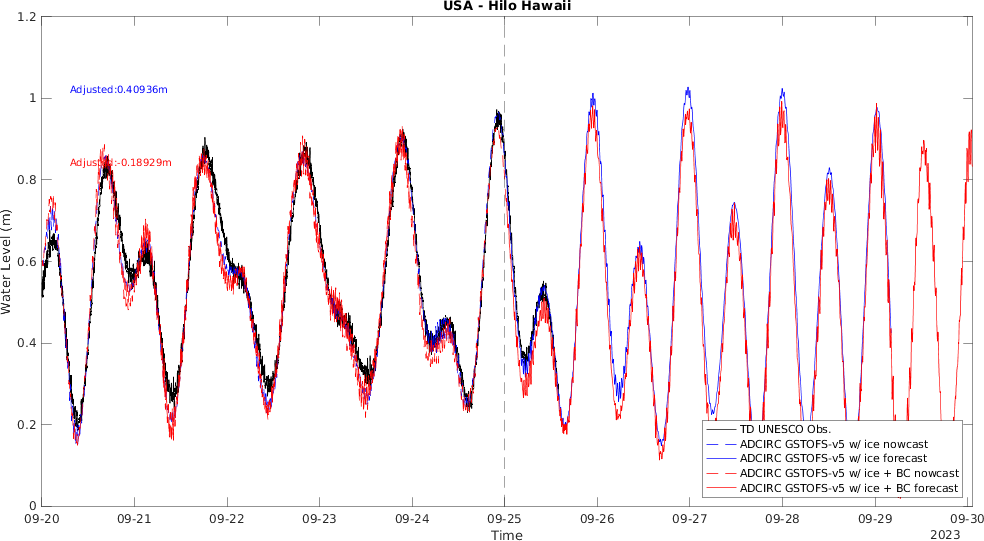 USA - Hilo Hawaii
1.2
1
0.8
0.6
0.4
0.2
0
Water Level (m)
Adjusted:0.40936m
Adjusted:-0.18929m
TD UNESCO Obs.
ADCIRC GSTOFS-v5 w/ ice nowcast
ADCIRC GSTOFS-v5 w/ ice forecast
ADCIRC GSTOFS-v5 w/ ice + BC nowcast
ADCIRC GSTOFS-v5 w/ ice + BC forecast
09-20 09-21 09-22 09-23 09-24 09-25 09-26 09-27 09-28 09-29 09-30
Time
2023